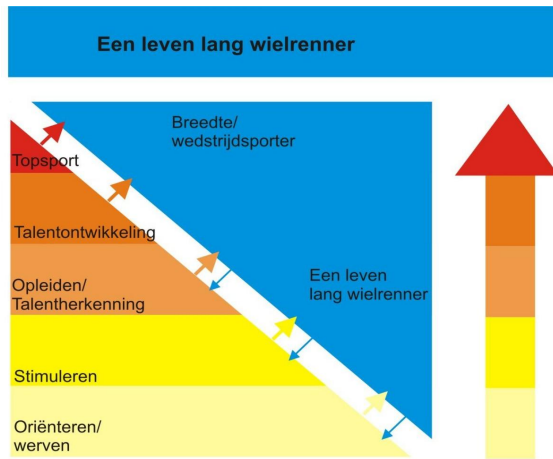 Een leven lang wielrenner
Breedte/
wedstrijdsporter
Topsport
Talentontwikkeling
Opleiden/
Talentherkenning
Een leven
lang wielrenner
Stimuleren
Oriënteren/
werven